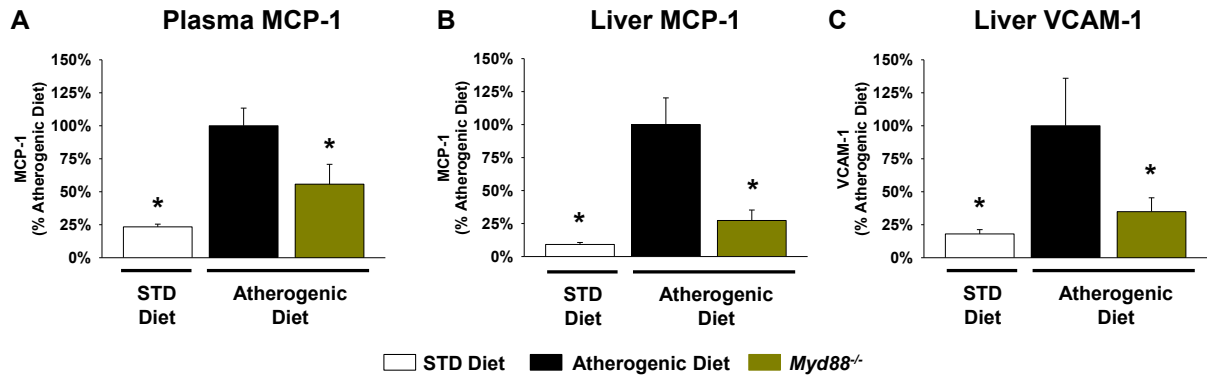 A Plasma MCP-1
MCP-1
(% Atherogenic Diet)
150%
125%
100%
75%
50%
25%
0%
*
*
STD
Diet
Atherogenic
Diet
B Liver MCP-1
MCP-1
(% Atherogenic Diet)
150%
125%
100%
75%
50%
25%
0%
*
*
STD
Diet
Atherogenic
Diet
C Liver VCAM-1
VCAM-1
(% Atherogenic Diet)
150%
125%
100%
75%
50%
25%
0%
*
*
STD
Diet
Atherogenic
Diet
STD Diet Atherogenic Diet Myd88-/-